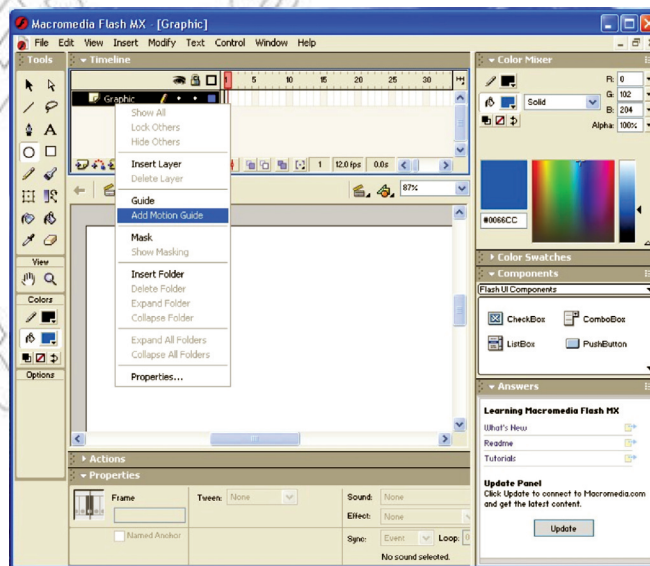 Macromedia Flash MX - [Graphic]
File Edit View Insert Modify Text Control Window Help
Tools
Timeline
1 5 10 15 20 25 30
Graphic
Show All
Lock Others
Hide Others
Insert Layer
Delete Layer
Guide
Add Motion Guide
Mask
Show Masking
Insert Folder
Delete Folder
Expand Folder
Collapse Folder
Expand All Folders
Collapse All Folders
Properties...
1 12.0 fps 0.0s
87%
View
Colors
Options
Actions
Properties
Frame
Tween: None
Named Anchor
Sound: None
Effect: None
Sync: Event Loop: 0
No sound selected.
Color Mixer
R: 0
Solid G: 102
B: 204
Alpha: 100%
#0066CC
Color Swatches
Components
Flash UI Components
CheckBox ComboBox
ListBox PushButton
Answers
Learning Macromedia Flash MX
What's New
Readme
Tutorials
Update Panel
Click Update to connect to Macromedia.com
and get the latest content.
Update